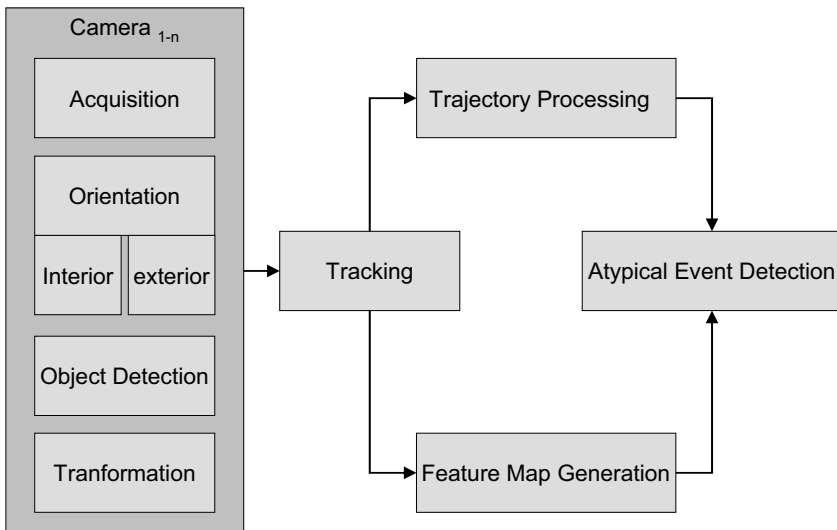 Camera 1-n
Acquisition
Orientation
Interior
exterior
Object Detection
Tranformation
Tracking
Trajectory Processing
Feature Map Generation
Atypical Event Detection